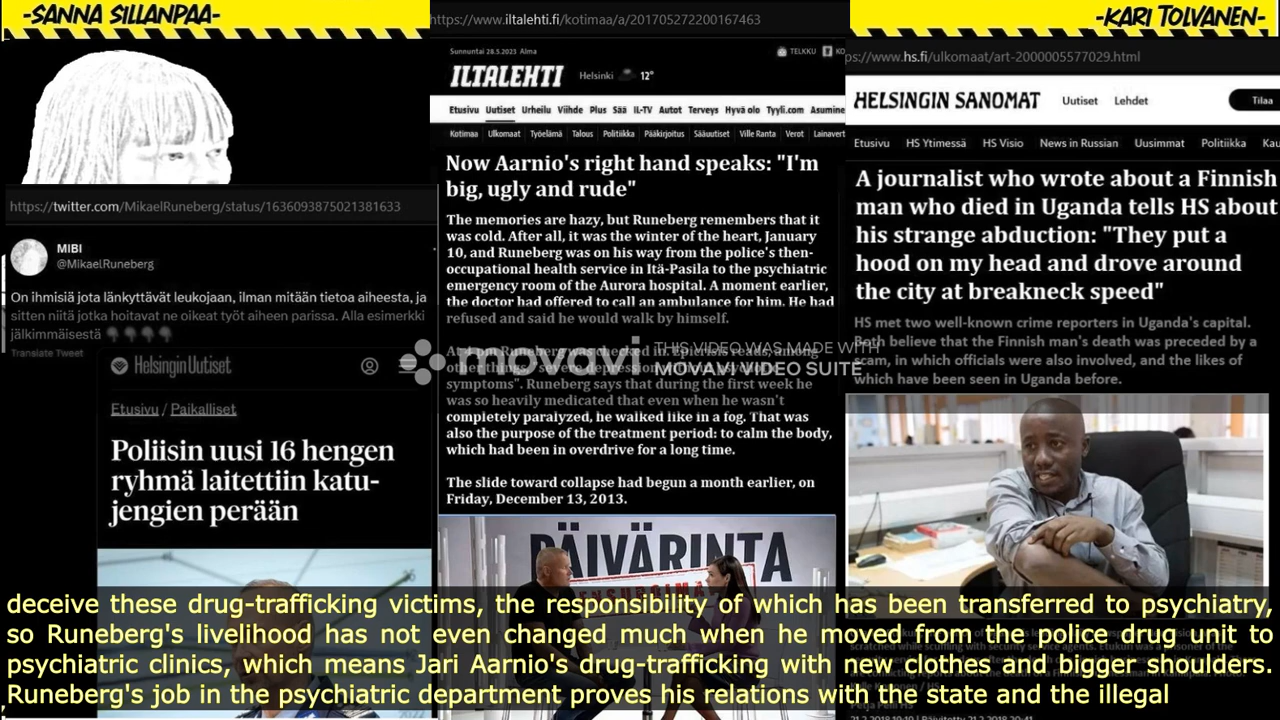 -SANNA SILLANPAA-
https://twitter.com/MikaelRuneberg/status/1636093875021381633
MIBI
@MikaelRuneberg
On ihmisiä jota länkyttävät leukojaan, ilman mitään tietoa aiheesta, ja
sitten niitä jotka hoitavat ne oikeat työt aiheen parissa. Alla esimerkki
jälkimmäisestä
Translate Tweet
Helsingin Uutiset
Etusivu / Paikalliset
Poliisin uusi 16 hengen
ryhmä laitettiin katu-
jengien perään
https://www.iltalehti.fi/kotimaa/a/201705272200167463
Sunnuntai 28.5.2023 Alma
TELKKU
ILTALEHTI Helsinki 12°
Etusivu Uutiset Urheilu Viihde Plus Sää IL-TV Autot Terveys Hyvä olo Tyyli.com Asumine
Kotimaa Ulkomaat Työelämä Talous Politiikka Pääkirjoitus Sääuutiset Ville Ranta Verot Lainavert
Now Aarnio's right hand speaks: "I'm
big, ugly and rude"
The memories are hazy, but Runeberg remembers that it
was cold. After all, it was the winter of the heart, January
10, and Runeberg was on his way from the police's then-
occupational health service in Itä-Pasila to the psychiatric
emergency room of the Aurora hospital. A moment earlier,
the doctor had offered to call an ambulance for him. He had
refused and said he would walk by himself.
symptoms". Runeberg says that during the first week he
was so heavily medicated that even when he wasn't
completely paralyzed, he walked like in a fog. That was
also the purpose of the treatment period: to calm the body,
which had been in overdrive for a long time.
The slide toward collapse had begun a month earlier, on
Friday, December 13, 2013.
PÄIVÄRINTA
movavi
THIS VIDEO WAS MADE WITH
MOVAVI VIDEO SUITE
-KARI TOLVANEN-
ps://www.hs.fi/ulkomaat/art-2000005577029.html
HELSINGIN SANOMAT Uutiset Lehdet Tilaa
Etusivu HS Ytimessä HS Visio News in Russian Uusimmat Politiikka Kau
A journalist who wrote about a Finnish
man who died in Uganda tells HS about
his strange abduction: "They put a
hood on my head and drove around
the city at breakneck speed"
HS met two well-known crime reporters in Uganda's capital.
Both believe that the Finnish man's death was preceded by a
scam, in which officials were also involved, and the likes of
which have been seen in Uganda before.
deceive these drug-trafficking victims, the responsibility of which has been transferred to psychiatry,
so Runeberg's livelihood has not even changed much when he moved from the police drug unit to
psychiatric clinics, which means Jari Aarnio's drug-trafficking with new clothes and bigger shoulders.
Runeberg's job in the psychiatric department proves his relations with the state and the illegal